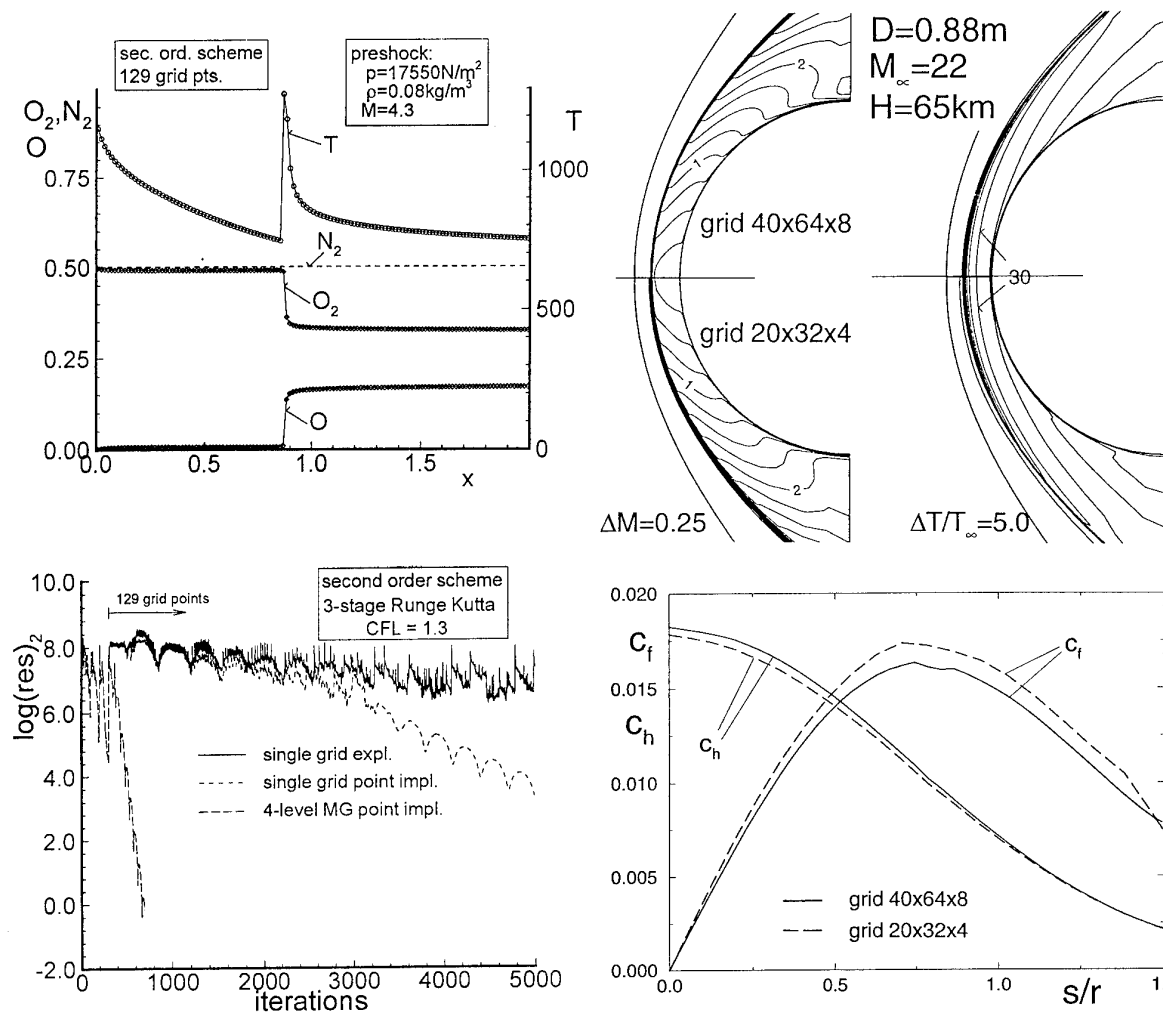 sec. ord. scheme
129 grid pts.
preshock:
p=17550N/m²
ρ=0.08kg/m³
M=4.3
O₂,N₂
O
T
T
1000
0.75
N₂
0.50
500
O₂
0.25
O
0.00
0
0.0
0.5
1.0
1.5
x
D=0.88m
M∞=22
H=65km
2
1
grid 40x64x8
30
grid 20x32x4
1
2
ΔM=0.25
ΔT/T∞=5.0
10.0
129 grid points
second order scheme
3-stage Runge Kutta
CFL = 1.3
8.0
log(res)₂
6.0
single grid expl.
4.0
single grid point impl.
4-level MG point impl.
2.0
0.0
-2.0
0
1000
2000
3000
4000
5000
iterations
0.020
c_f
c_f
0.015
c_h
c_h
0.010
0.005
grid 40x64x8
grid 20x32x4
0.000
0.0
0.5
1.0
s/r